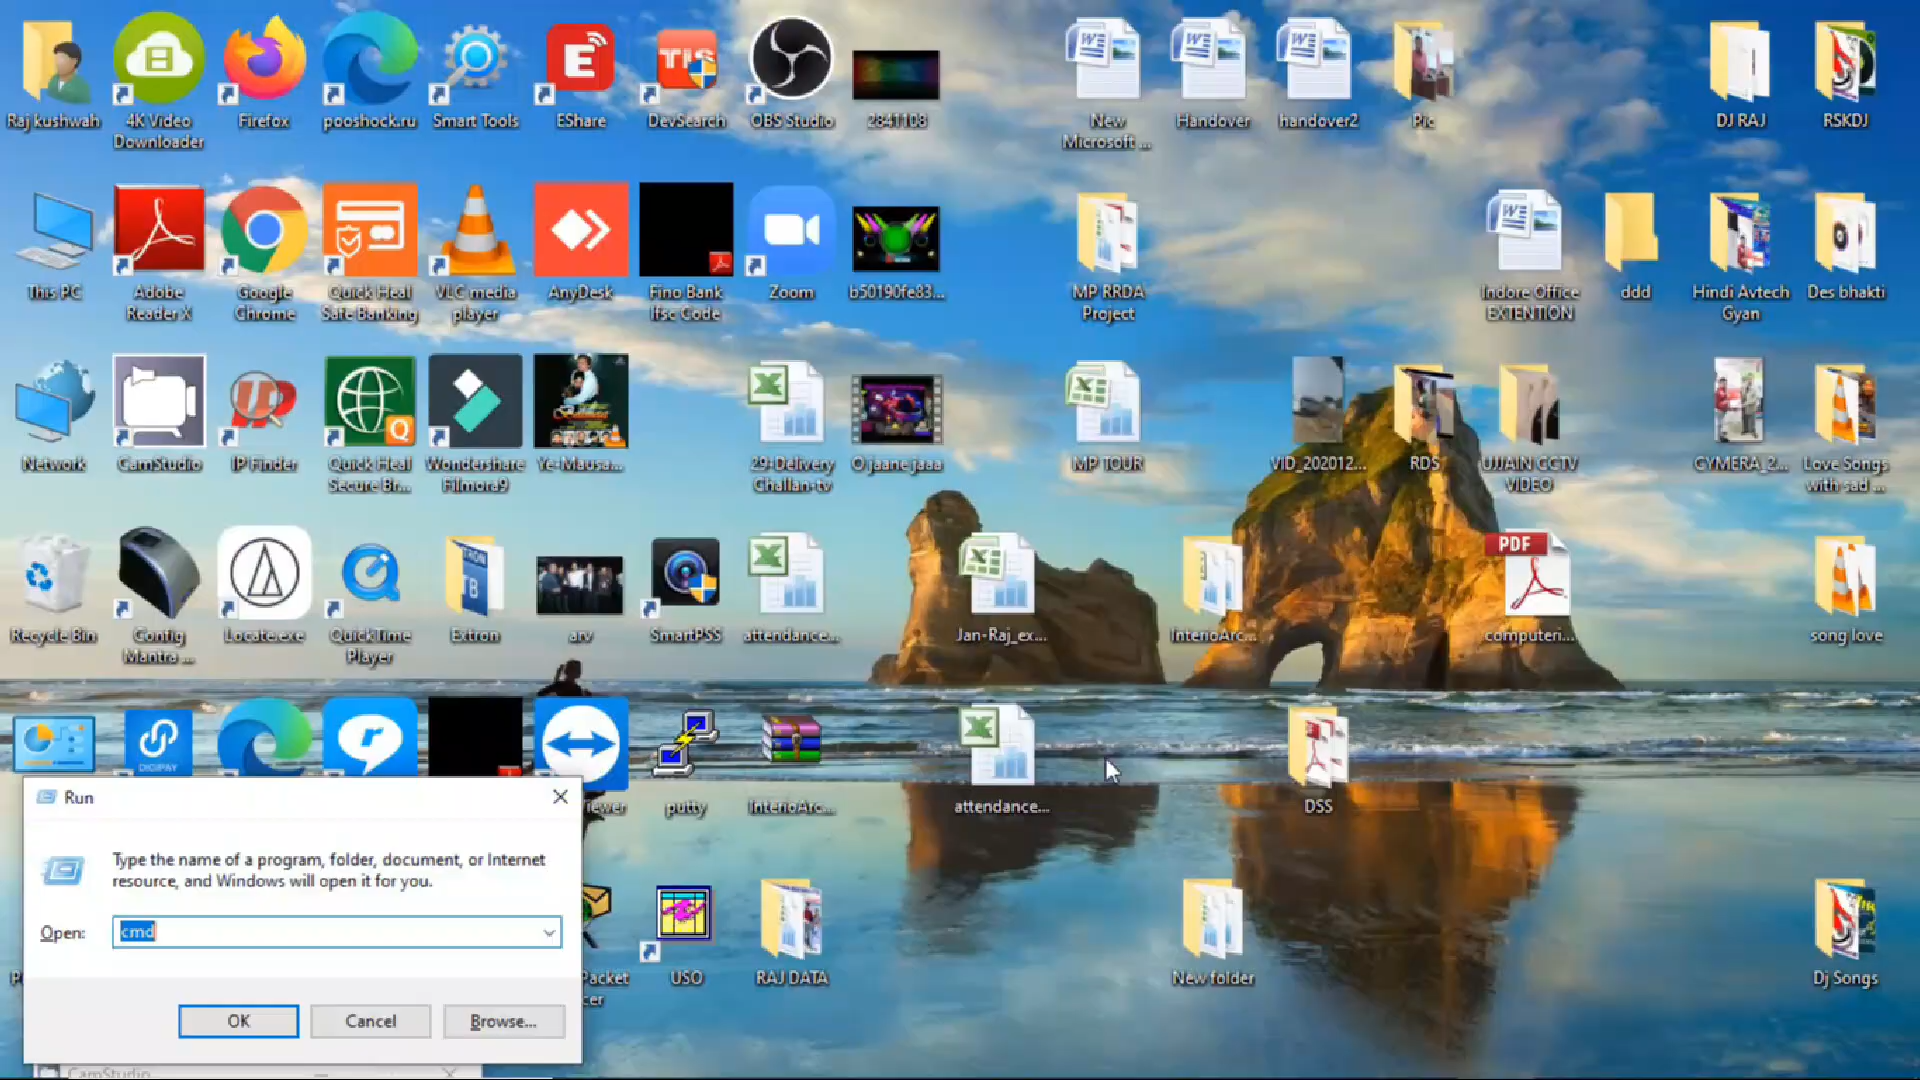 Raj kushwah
4K Video
Downloader
Firefox
pooshock.ru
Smart Tools
EShare
DevSearch
OBS Studio
2841108
New
Microsoft ...
Handover
handover2
Pic
DJ RAJ
RSKDJ
This PC
Adobe
Reader X
Google
Chrome
Quick Heal
Safe Banking
VLC media
player
AnyDesk
Fino Bank
Ifsc Code
Zoom
b50190fe83...
MP RRDA
Project
Indore Office
EXTENTION
ddd
Hindi Avtech
Gyan
Des bhakti
Network
CamStudio
IP Finder
Quick Heal
Secure Br...
Wondershare
Filmora9
Ye-Mausa...
29-Delivery
Challan-tv
O jaane jaaa
MP TOUR
VID_202012...
RDS
UJJAIN CCTV
VIDEO
CYMERA_2...
Love Songs
with sad ...
PDF
Recycle Bin
Config
Mantra ...
Locate.exe
QuickTime
Player
Extron
arv
SmartPSS
attendance...
Jan-Raj_ex...
InterioArc...
computeri...
song love
DIGIPAY
iewer
putty
InterioArc...
attendance...
DSS
Run
Type the name of a program, folder, document, or Internet
resource, and Windows will open it for you.
Open:
cmd
OK
Cancel
Browse...
Packet
cer
USO
RAJ DATA
New folder
Dj Songs
CamStudio